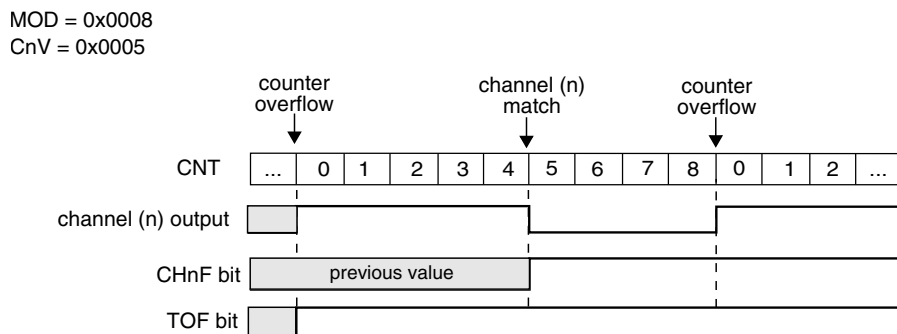 MOD = 0x0008
CnV = 0x0005
counter overflow
channel (n) match
counter overflow
CNT ... 0 1 2 3 4 5 6 7 8 0 1 2 ...
channel (n) output
CHnF bit previous value
TOF bit